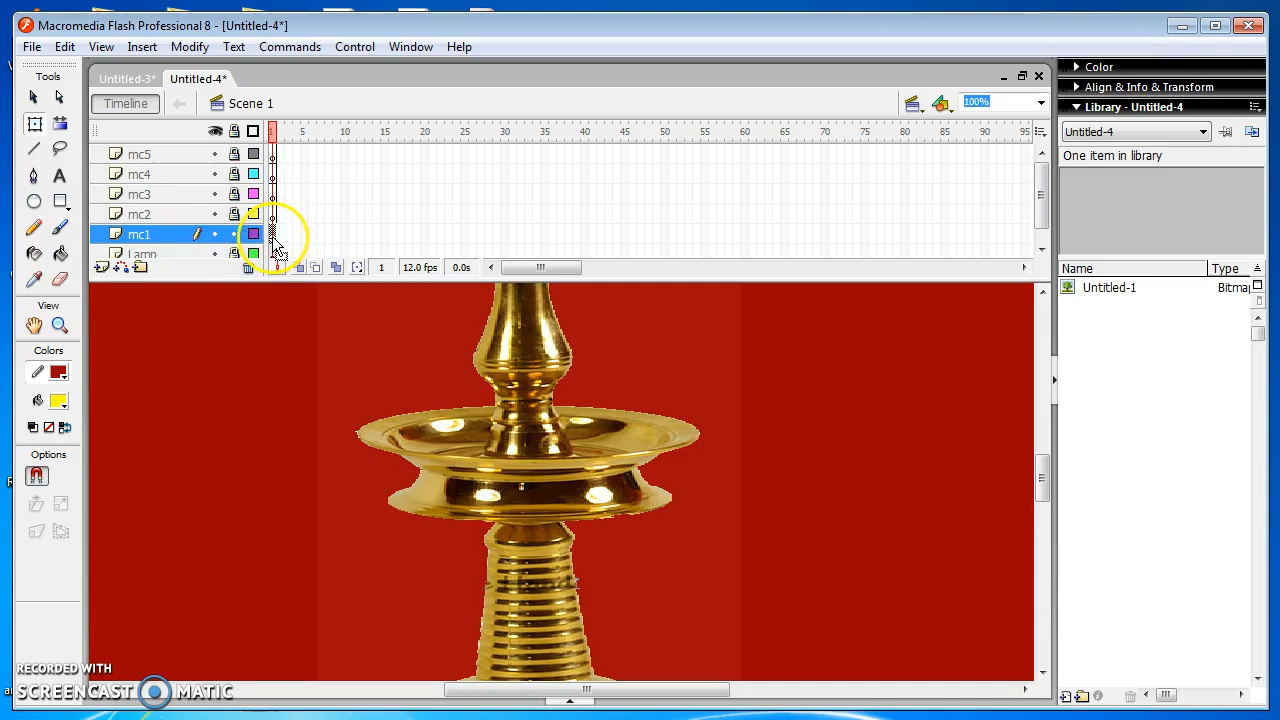 Macromedia Flash Professional 8 - [Untitled-4*]
File Edit View Insert Modify Text Commands Control Window Help
Tools
Untitled-3* Untitled-4*
Timeline Scene 1 100%
1 5 10 15 20 25 30 35 40 45 50 55 60 65 70 75 80 85 90 95
mc5
mc4
mc3
mc2
mc1
Lamp
1 12.0 fps 0.0s
View
Colors
Options
Color
Align & Info & Transform
Library - Untitled-4
Untitled-4
One item in library
Name Type
Untitled-1 Bitmap
RECORDED WITH
SCREENCAST MATIC